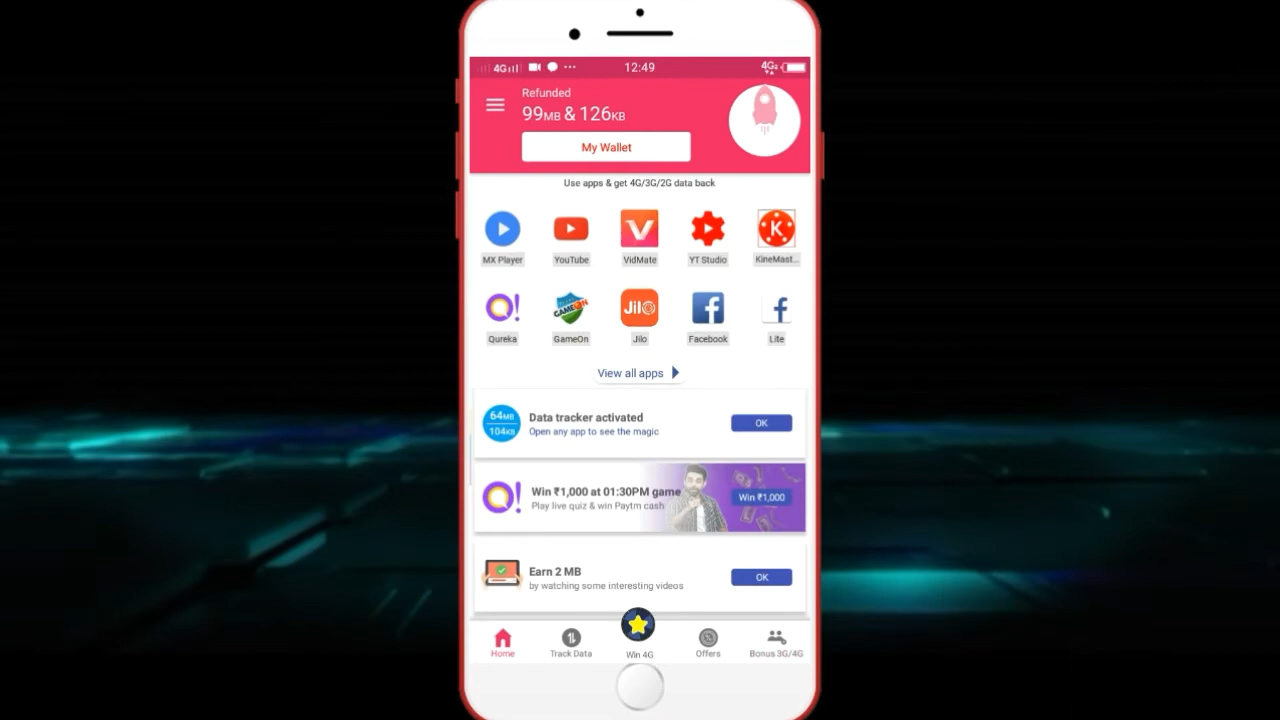 4G 12:49 4G2
Refunded
99MB & 126KB
My Wallet
Use apps & get 4G/3G/2G data back
MX Player YouTube VidMate YT Studio KineMast...
Qureka GameOn Jilo Facebook Lite
View all apps
64MB
104KB
Data tracker activated
Open any app to see the magic
OK
Win ₹1,000 at 01:30PM game
Play live quiz & win Paytm cash
Win ₹1,000
Earn 2 MB
by watching some interesting videos
OK
Home Track Data Win 4G Offers Bonus 3G/4G